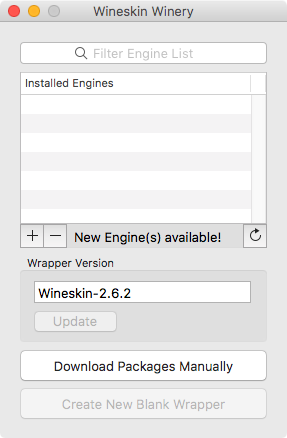 Wineskin Winery
Filter Engine List
Installed Engines
New Engine(s) available!
Wrapper Version
Wineskin-2.6.2
Update
Download Packages Manually
Create New Blank Wrapper